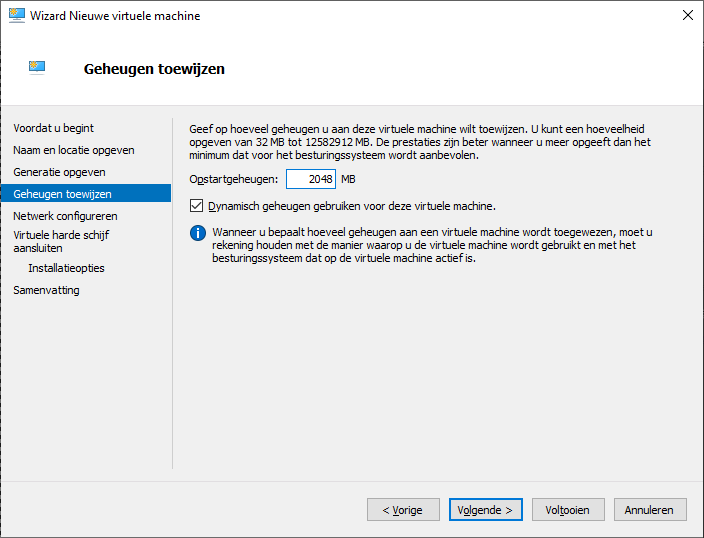 Wizard Nieuwe virtuele machine
Geheugen toewijzen
Voordat u begint
Naam en locatie opgeven
Generatie opgeven
Geheugen toewijzen
Netwerk configureren
Virtuele harde schijf
aansluiten
Installatieopties
Samenvatting
Geef op hoeveel geheugen u aan deze virtuele machine wilt toewijzen. U kunt een hoeveelheid
opgeven van 32 MB tot 12582912 MB. De prestaties zijn beter wanneer u meer opgeeft dan het
minimum dat voor het besturingssysteem wordt aanbevolen.
Opstartgeheugen: 2048 MB
Dynamisch geheugen gebruiken voor deze virtuele machine.
Wanneer u bepaalt hoeveel geheugen aan een virtuele machine wordt toegewezen, moet u
rekening houden met de manier waarop u de virtuele machine wordt gebruikt en met het
besturingssysteem dat op de virtuele machine actief is.
< Vorige Volgende > Voltooien Annuleren